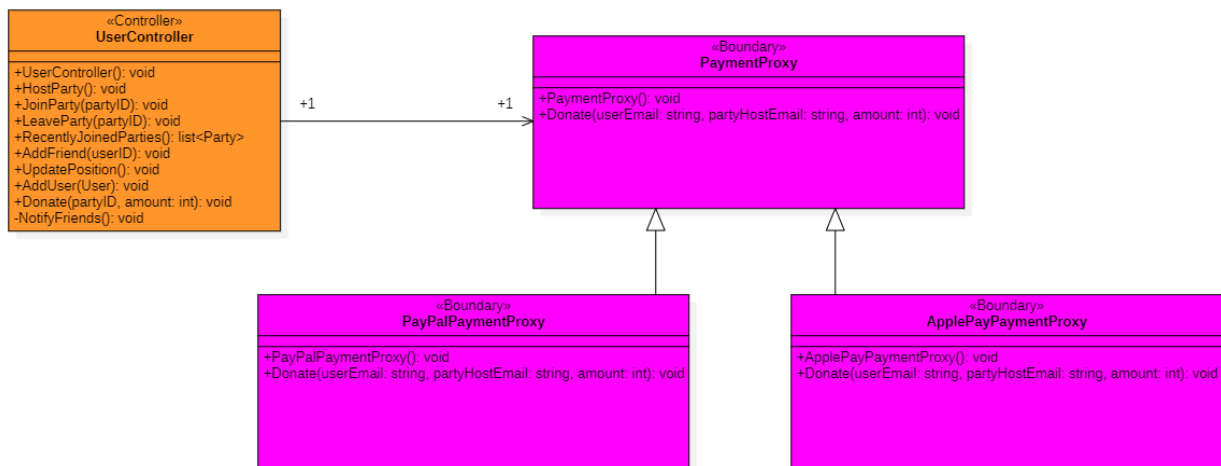 «Controller»
UserController
+UserController(): void
+HostParty(): void
+JoinParty(partyID): void
+LeaveParty(partyID): void
+RecentlyJoinedParties(): list<Party>
+AddFriend(userID): void
+UpdatePosition(): void
+AddUser(User): void
+Donate(partyID, amount: int): void
-NotifyFriends(): void
+1
+1
«Boundary»
PaymentProxy
+PaymentProxy(): void
+Donate(userEmail: string, partyHostEmail: string, amount: int): void
«Boundary»
PayPalPaymentProxy
+PayPalPaymentProxy(): void
+Donate(userEmail: string, partyHostEmail: string, amount: int): void
«Boundary»
ApplePayPaymentProxy
+ApplePayPaymentProxy(): void
+Donate(userEmail: string, partyHostEmail: string, amount: int): void